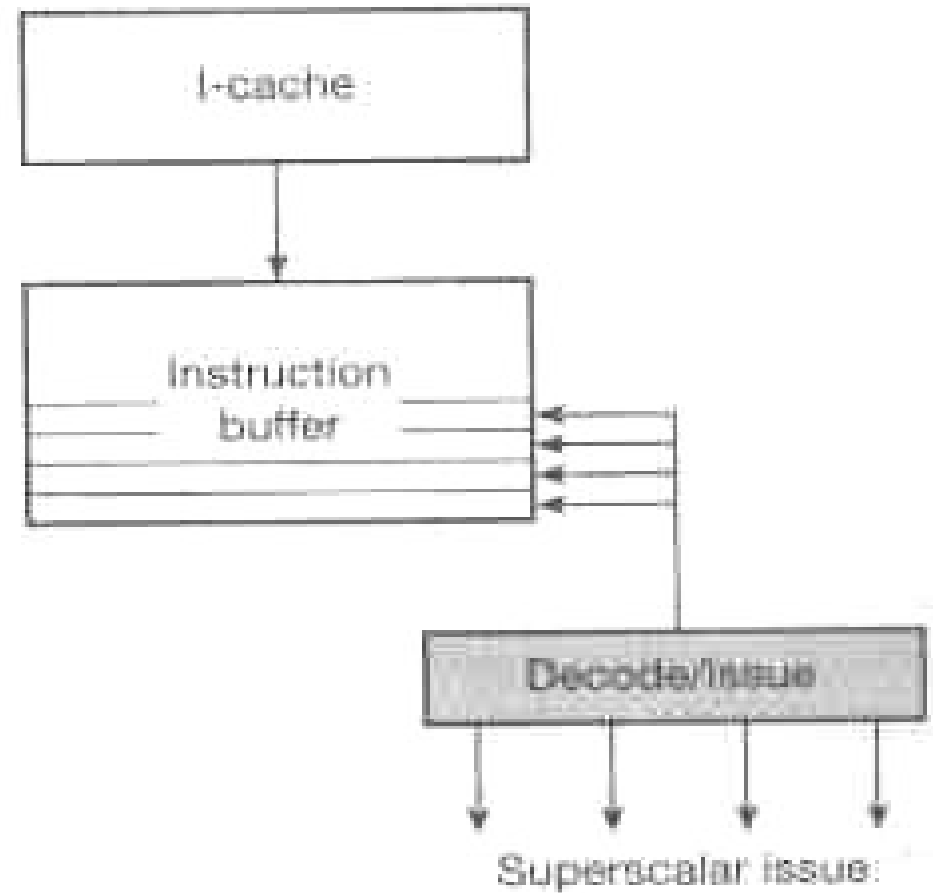 I-cache
Instruction
buffer
Decode/Issue
Superscalar issue